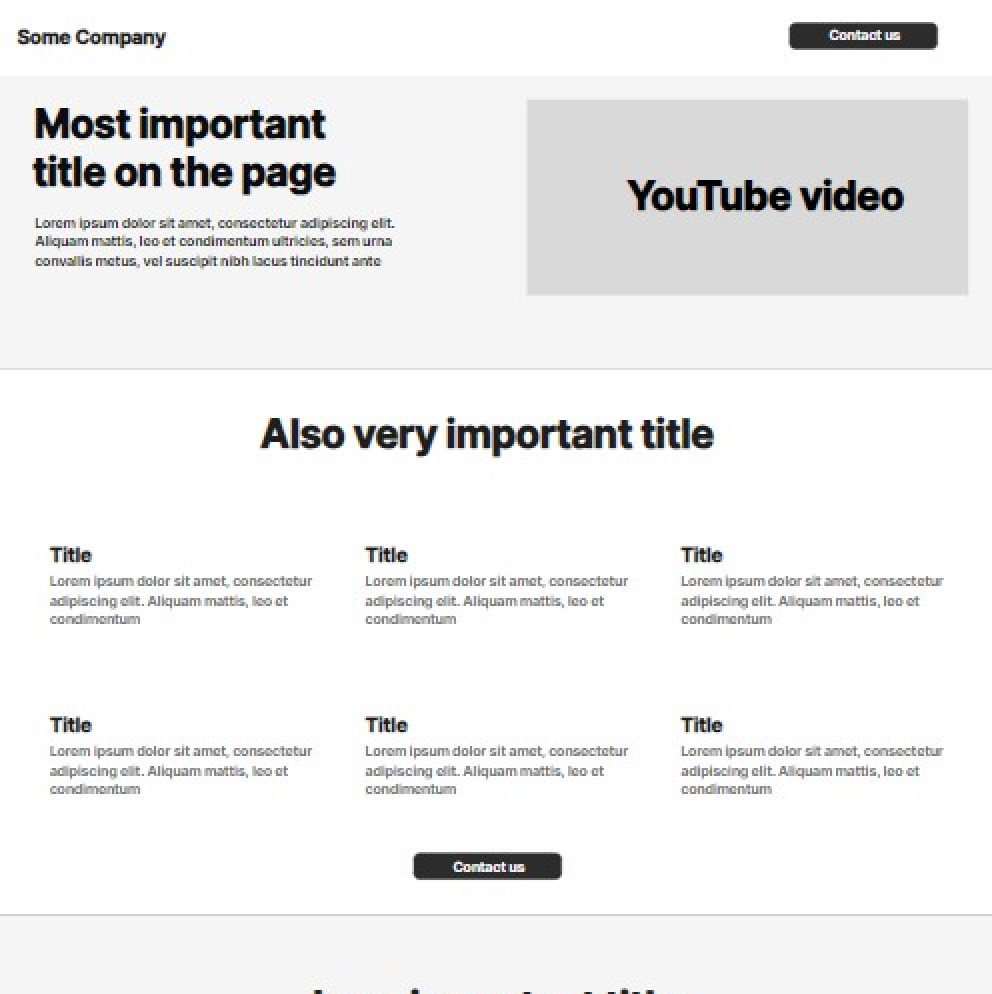 Some Company
Contact us
Most important
title on the page
Lorem ipsum dolor sit amet, consectetur adipiscing elit.
Aliquam mattis, leo et condimentum ultricies, sem urna
convallis metus, vel suscipit nibh lacus tincidunt ante
YouTube video
Also very important title
Title
Lorem ipsum dolor sit amet, consectetur
adipiscing elit. Aliquam mattis, leo et
condimentum
Title
Lorem ipsum dolor sit amet, consectetur
adipiscing elit. Aliquam mattis, leo et
condimentum
Title
Lorem ipsum dolor sit amet, consectetur
adipiscing elit. Aliquam mattis, leo et
condimentum
Title
Lorem ipsum dolor sit amet, consectetur
adipiscing elit. Aliquam mattis, leo et
condimentum
Title
Lorem ipsum dolor sit amet, consectetur
adipiscing elit. Aliquam mattis, leo et
condimentum
Title
Lorem ipsum dolor sit amet, consectetur
adipiscing elit. Aliquam mattis, leo et
condimentum
Contact us